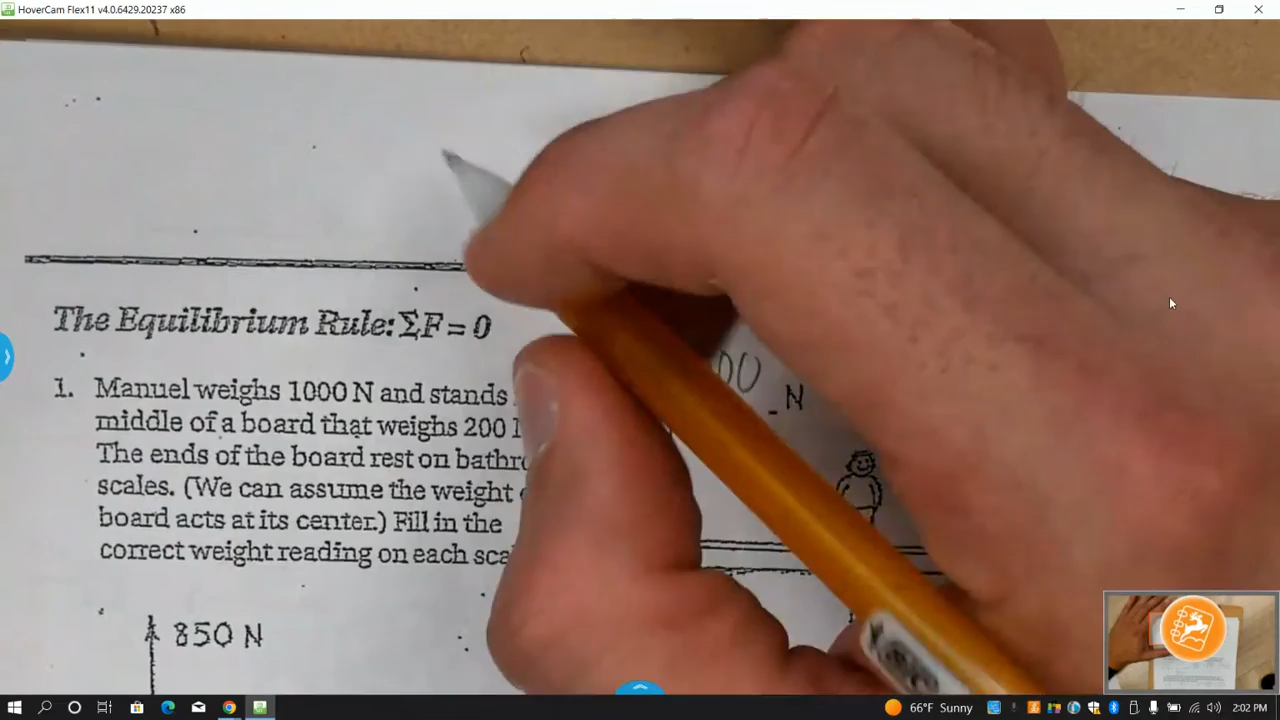 HoverCam Flex11 v4.0.6429.20237 x86
The Equilibrium Rule: ΣF = 0
1. Manuel weighs 1000 N and stands
middle of a board that weighs 200
The ends of the board rest on
scales. (We can assume the weight
board acts at its center.) Fill in the
correct weight reading on each
N
850 N
66°F Sunny
2:02 PM